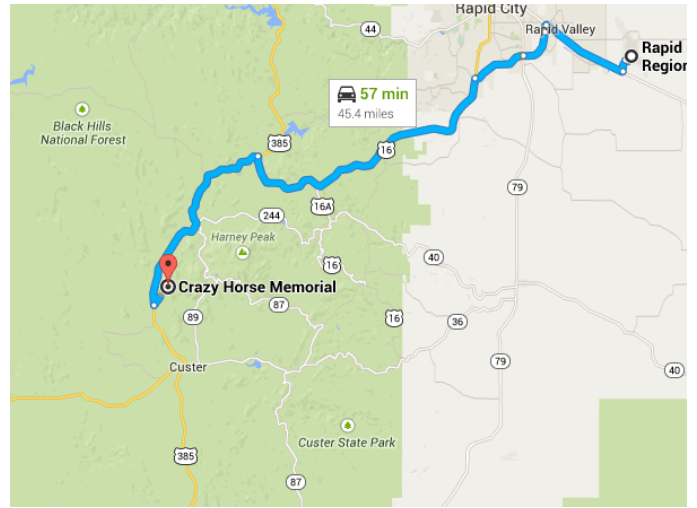 Rapid City
44
Rapid Valley
Rapid
Region
57 min
45.4 miles
Black Hills
National Forest
385
16
79
16A
244
Harney Peak
40
16
Crazy Horse Memorial
87
89
16
36
79
Custer
40
Custer State Park
385
87